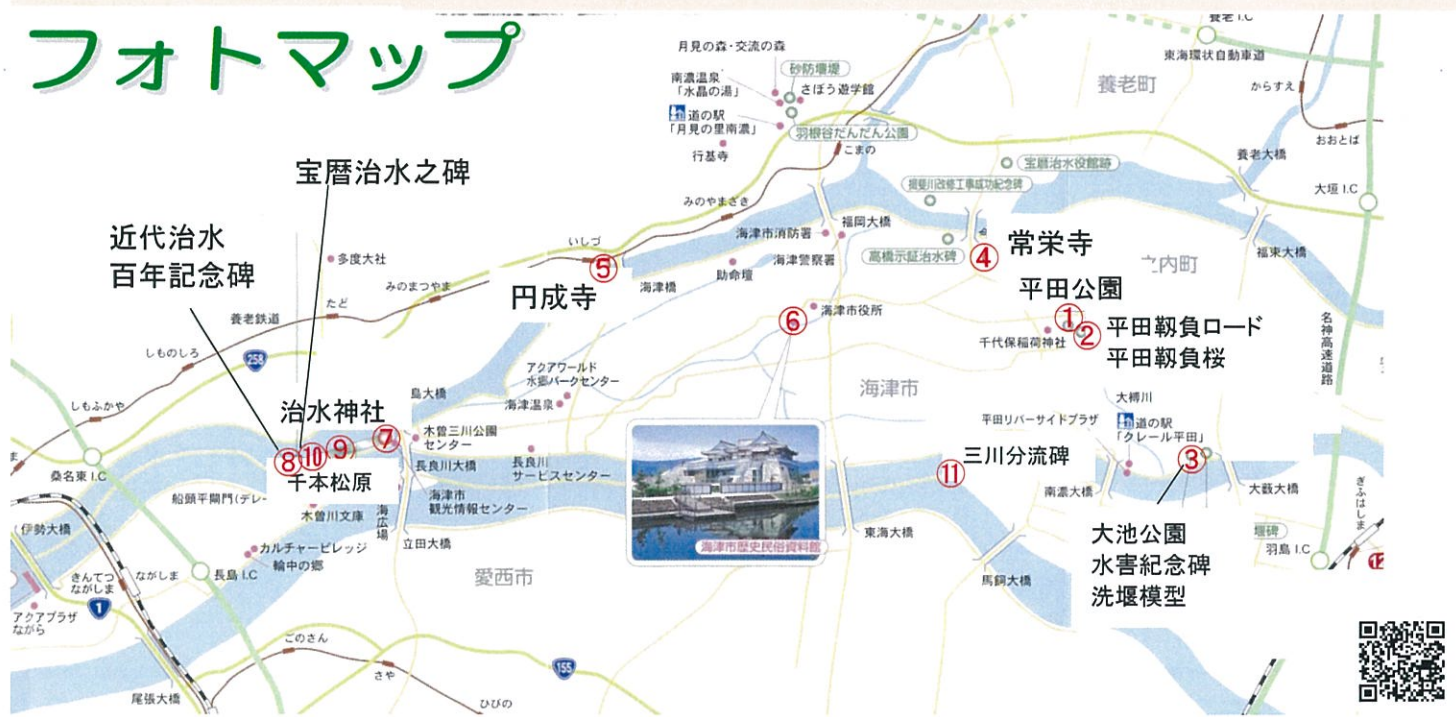 フォトマップ
養老 I.C
東海環状自動車道
月見の森・交流の森
砂防堰堤
南濃温泉
「水晶の湯」
さぼう遊学館
道の駅
「月見の里南濃」
羽根谷だんだん公園
行基寺
こまの
養老町
からすえ
おおとば
養老大橋
大垣 I.C
宝暦治水役館跡
揖斐川改修工事成功紀念碑
宝暦治水之碑
近代治水
百年記念碑
みのやまざき
いしづ
⑤
円成寺
海津橋
海津市消防署
福岡大橋
海津警察署
助命壇
高橋示証治水碑
④
常栄寺
之内町
福東大橋
平田公園
①
②
平田靱負ロード
平田靱負桜
千代保稲荷神社
名神高速道路
多度大社
みのまつやま
たど
養老鉄道
しものしろ
258
しもふかや
⑥
海津市役所
海津市
アクアワールド
水郷パークセンター
海津温泉
島大橋
治水神社
⑦
⑧
⑩
⑨
千本松原
木曽三川公園
センター
長良川大橋
長良川
サービスセンター
海津市
観光情報センター
海広場
立田大橋
桑名東 I.C
船頭平閘門(デレー
木曽川文庫
伊勢大橋
カルチャービレッジ
輪中の郷
長島 I.C
きんてつ
ながしま
ながしま
1
アクアプラザ
ながら
尾張大橋
ごのさん
さや
ひびの
155
愛西市
海津市歴史民俗資料館
東海大橋
⑪
三川分流碑
馬飼大橋
平田リバーサイドプラザ
大榑川
道の駅
「クレール平田」
③
南濃大橋
大藪大橋
大池公園
水害紀念碑
洗堰模型
堰碑
羽島 I.C
ぎふはしま
⑫